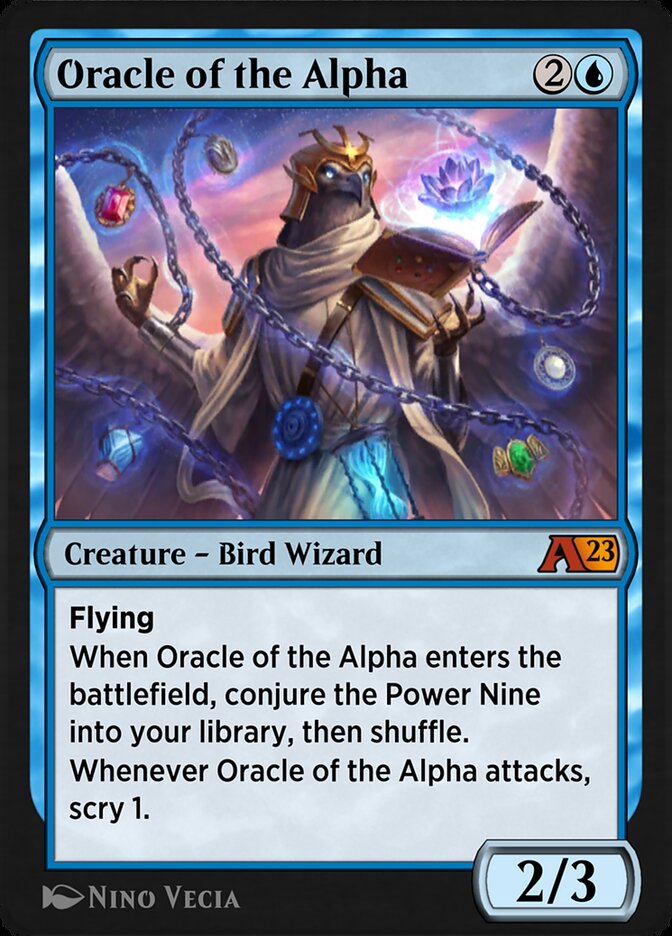 Oracle of the Alpha 2
Creature – Bird Wizard A23
Flying
When Oracle of the Alpha enters the
battlefield, conjure the Power Nine
into your library, then shuffle.
Whenever Oracle of the Alpha attacks,
scry 1.
2/3
Nino Vecia